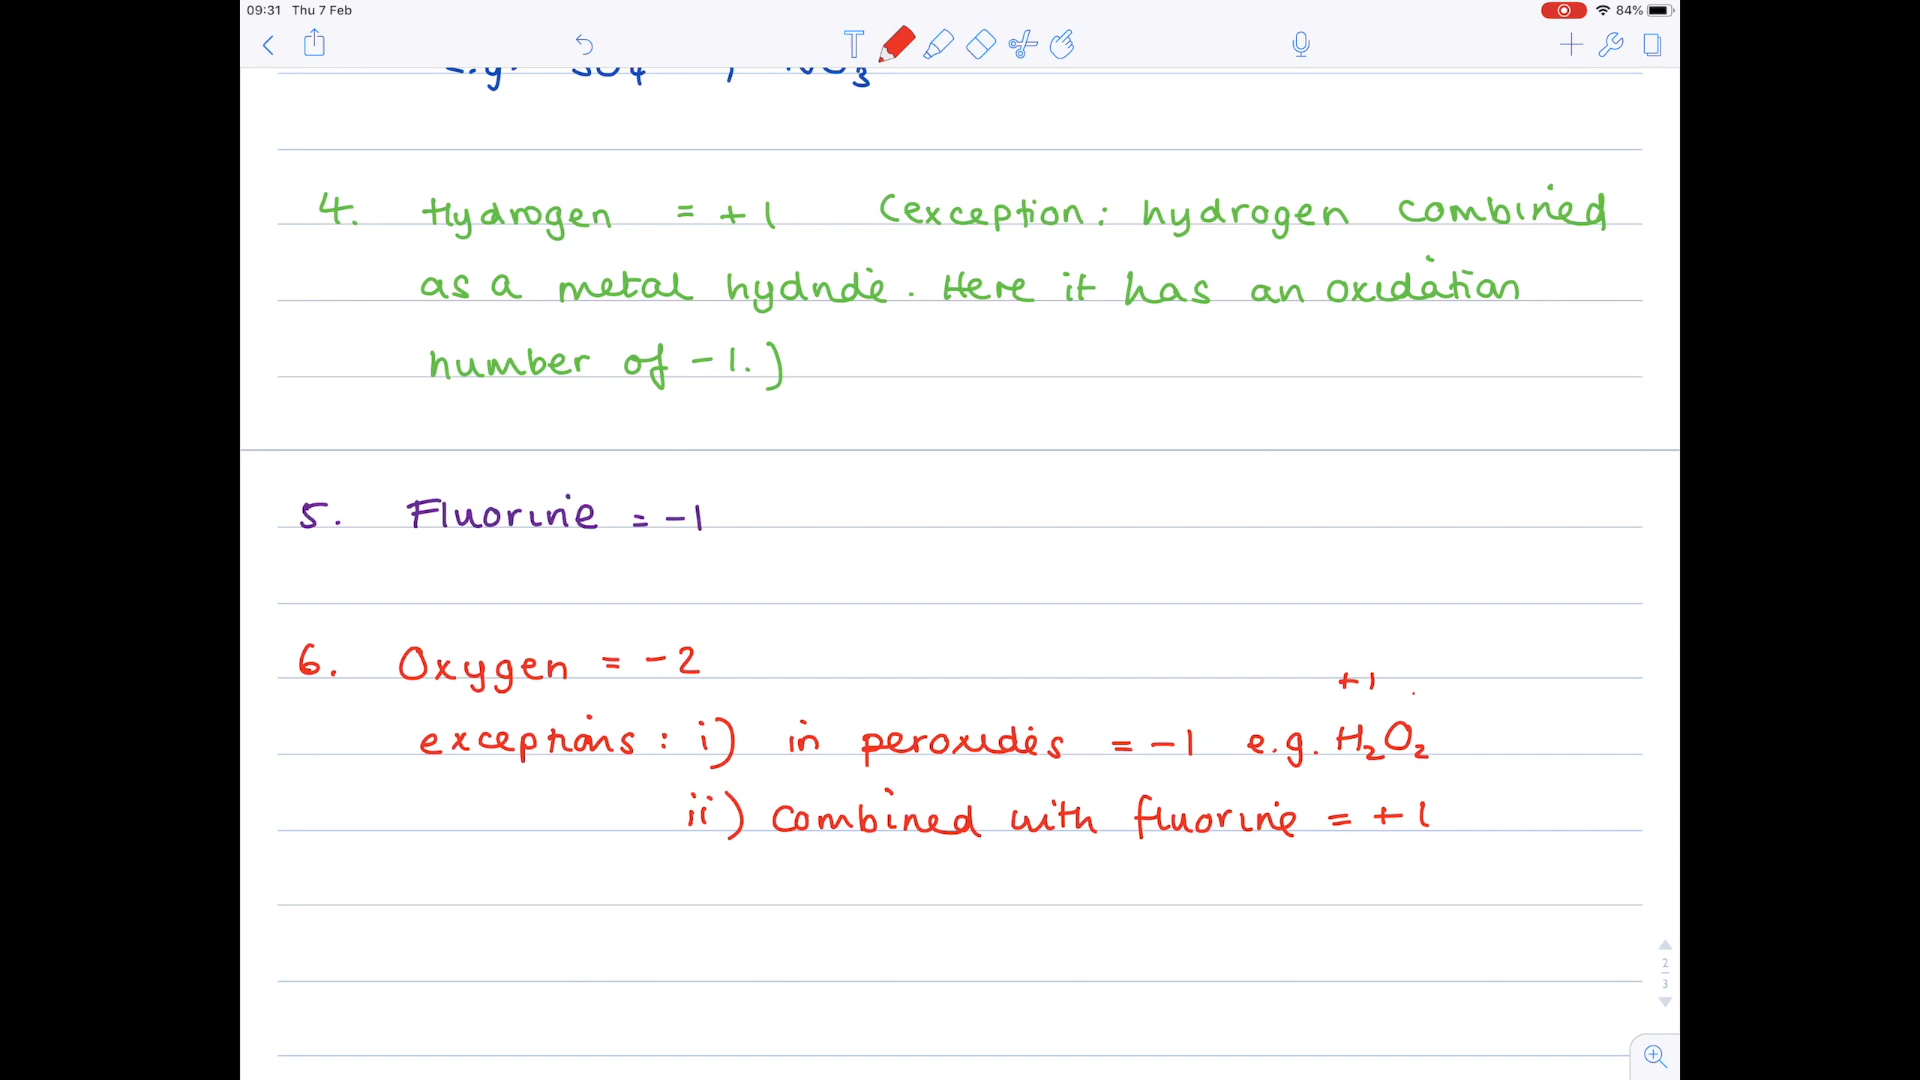 09:31 Thu 7 Feb
84%
4. Hydrogen = +1 (exception: hydrogen combined
as a metal hydride. Here it has an oxidation
number of -1.)
5. Fluorine = -1
6. Oxygen = -2
+1
exceptions: i) in peroxides = -1 e.g. H₂O₂
ii) combined with fluorine = +1
2
3